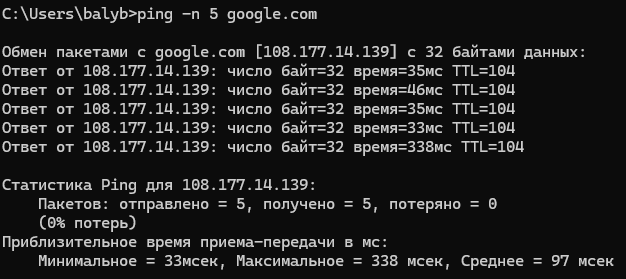 C:\Users\balyb>ping -n 5 google.com
Обмен пакетами с google.com [108.177.14.139] с 32 байтами данных:
Ответ от 108.177.14.139: число байт=32 время=35мс TTL=104
Ответ от 108.177.14.139: число байт=32 время=46мс TTL=104
Ответ от 108.177.14.139: число байт=32 время=35мс TTL=104
Ответ от 108.177.14.139: число байт=32 время=33мс TTL=104
Ответ от 108.177.14.139: число байт=32 время=338мс TTL=104
Статистика Ping для 108.177.14.139:
Пакетов: отправлено = 5, получено = 5, потеряно = 0
(0% потерь)
Приблизительное время приема-передачи в мс:
Минимальное = 33мсек, Максимальное = 338 мсек, Среднее = 97 мсек